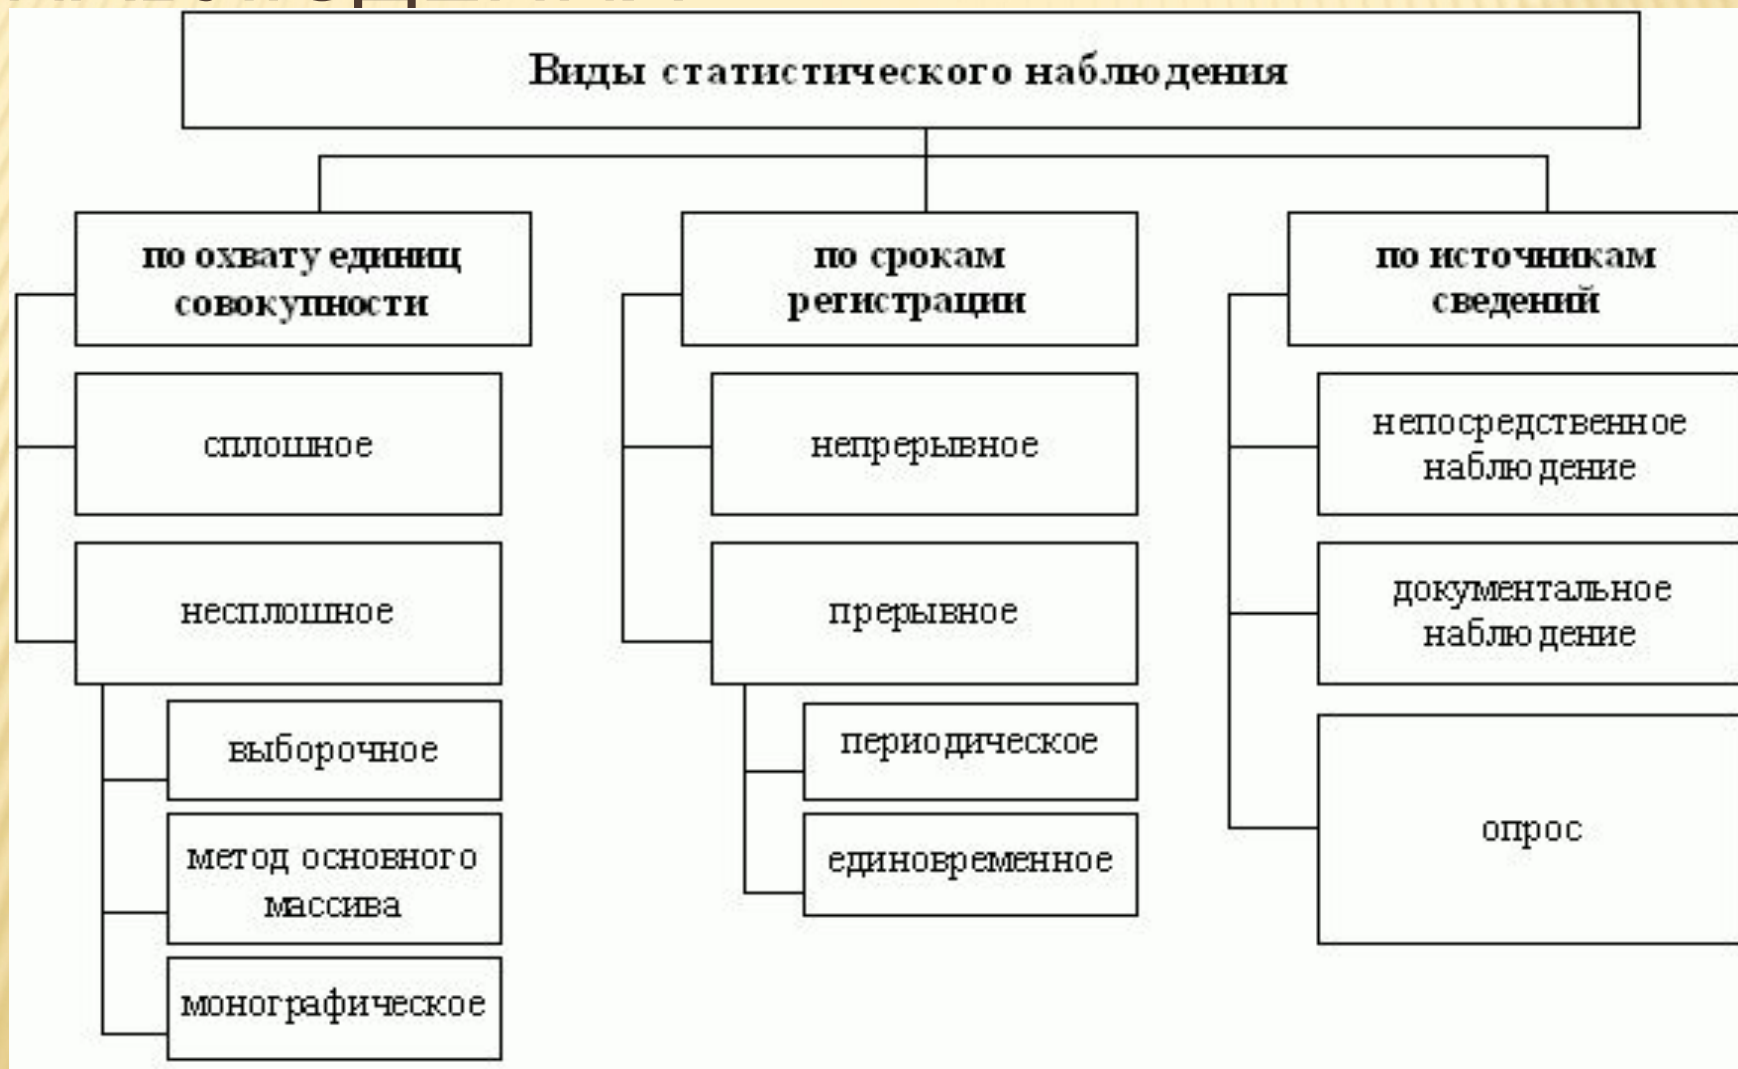 Виды статистического наблюдения
по охвату единиц
совокупности
сплошное
несплошное
выборочное
метод основного
массива
монографическое
по срокам
регистрации
непрерывное
прерывное
периодическое
единовременное
по источникам
сведений
непосредственное
наблюдение
документальное
наблюдение
опрос